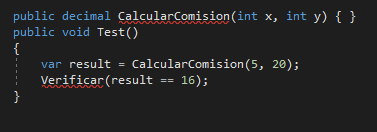 public decimal CalcularComision(int x, int y) { }
public void Test()
{
    var result = CalcularComision(5, 20);
    Verificar(result == 16);
}